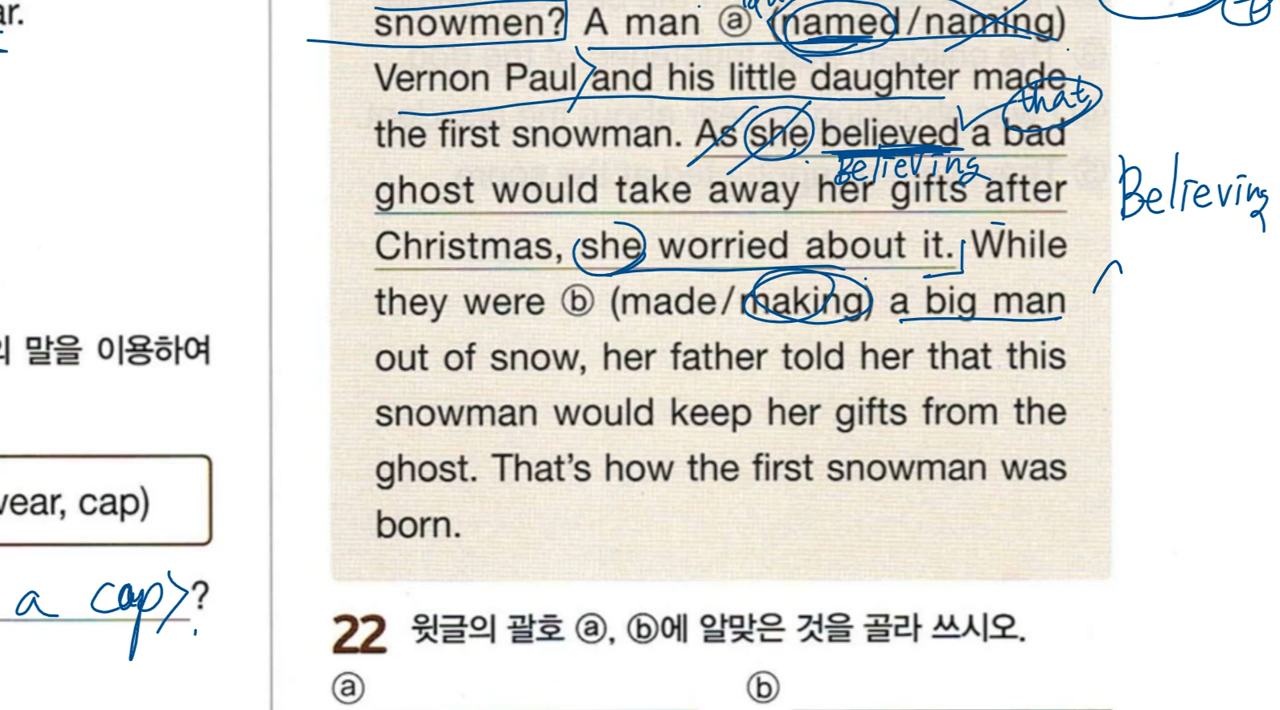 ar.
snowmen? A man ⓐ (named/naming)
Vernon Paul and his little daughter made
that
the first snowman. As she believed a bad
Believing
ghost would take away her gifts after
Believing
Christmas, she worried about it. While
they were ⓑ (made/making) a big man
out of snow, her father told her that this
snowman would keep her gifts from the
ghost. That's how the first snowman was
born.
말을 이용하여
wear, cap)
a cap?
22 윗글의 괄호 ⓐ, ⓑ에 알맞은 것을 골라 쓰시오.
ⓐ ⓑ